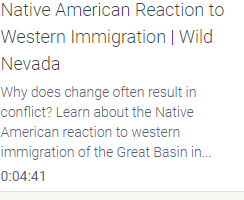 Native American Reaction to
Western Immigration | Wild
Nevada
Why does change often result in
conflict? Learn about the Native
American reaction to western
immigration of the Great Basin in...
0:04:41